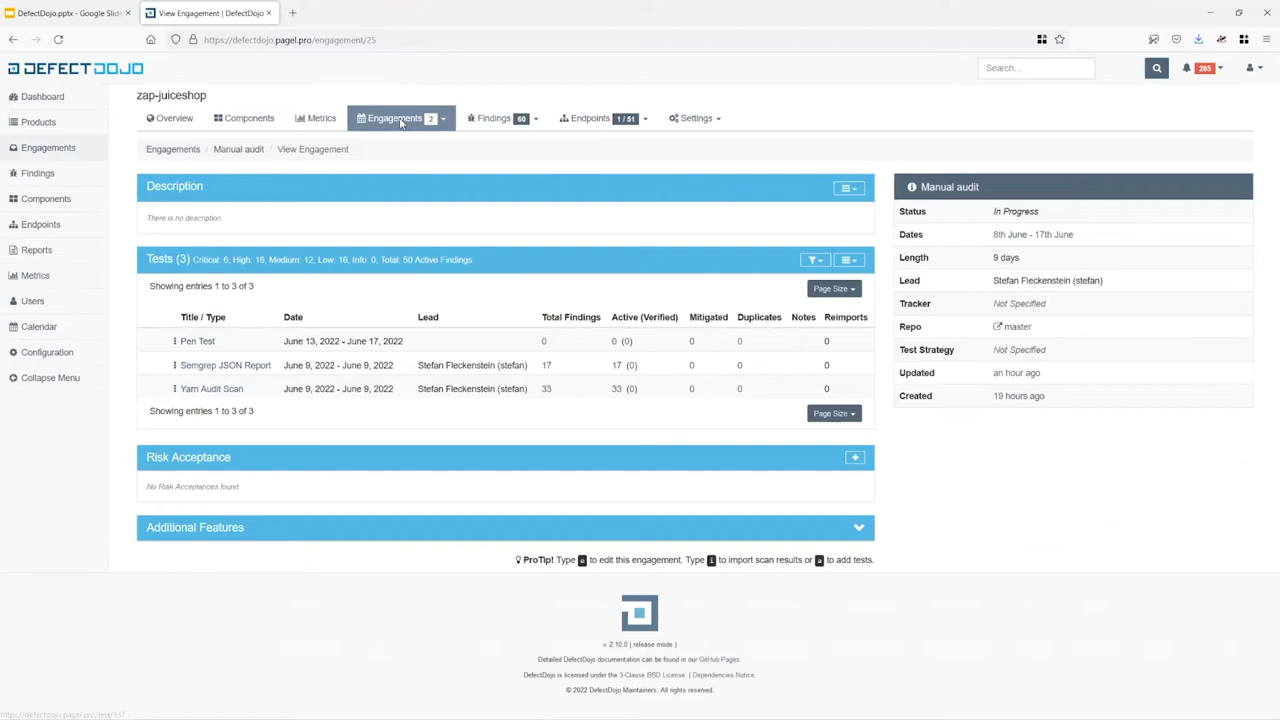 DefectDojo.pptx - Google Slide
View Engagement | DefectDojo
https://defectdojo.pagel.pro/engagement/25
DEFECTDOJO
Search...
285
Dashboard
Products
Engagements
Findings
Components
Endpoints
Reports
Metrics
Users
Calendar
Configuration
Collapse Menu
zap-juiceshop
Overview
Components
Metrics
Engagements 2
Findings 60
Endpoints 1 / 51
Settings
Engagements / Manual audit / View Engagement
Description
There is no description.
Tests (3) Critical: 6, High: 16, Medium: 12, Low: 16, Info: 0, Total: 50 Active Findings
Showing entries 1 to 3 of 3
Page Size
Title / Type Date Lead Total Findings Active (Verified) Mitigated Duplicates Notes Reimports
Pen Test June 13, 2022 - June 17, 2022 0 0 (0) 0 0 0
Semgrep JSON Report June 9, 2022 - June 9, 2022 Stefan Fleckenstein (stefan) 17 17 (0) 0 0 0
Yarn Audit Scan June 9, 2022 - June 9, 2022 Stefan Fleckenstein (stefan) 33 33 (0) 0 0 0
Showing entries 1 to 3 of 3
Page Size
Risk Acceptance
No Risk Acceptances found.
Additional Features
ProTip! Type e to edit this engagement. Type i to import scan results or a to add tests.
Manual audit
Status In Progress
Dates 8th June - 17th June
Length 9 days
Lead Stefan Fleckenstein (stefan)
Tracker Not Specified
Repo master
Test Strategy Not Specified
Updated an hour ago
Created 19 hours ago
v. 2.10.0 ( release mode )
Detailed DefectDojo documentation can be found in our GitHub Pages.
DefectDojo is licensed under the 3-Clause BSD License. | Dependencies Notice.
© 2022 DefectDojo Maintainers. All rights reserved.